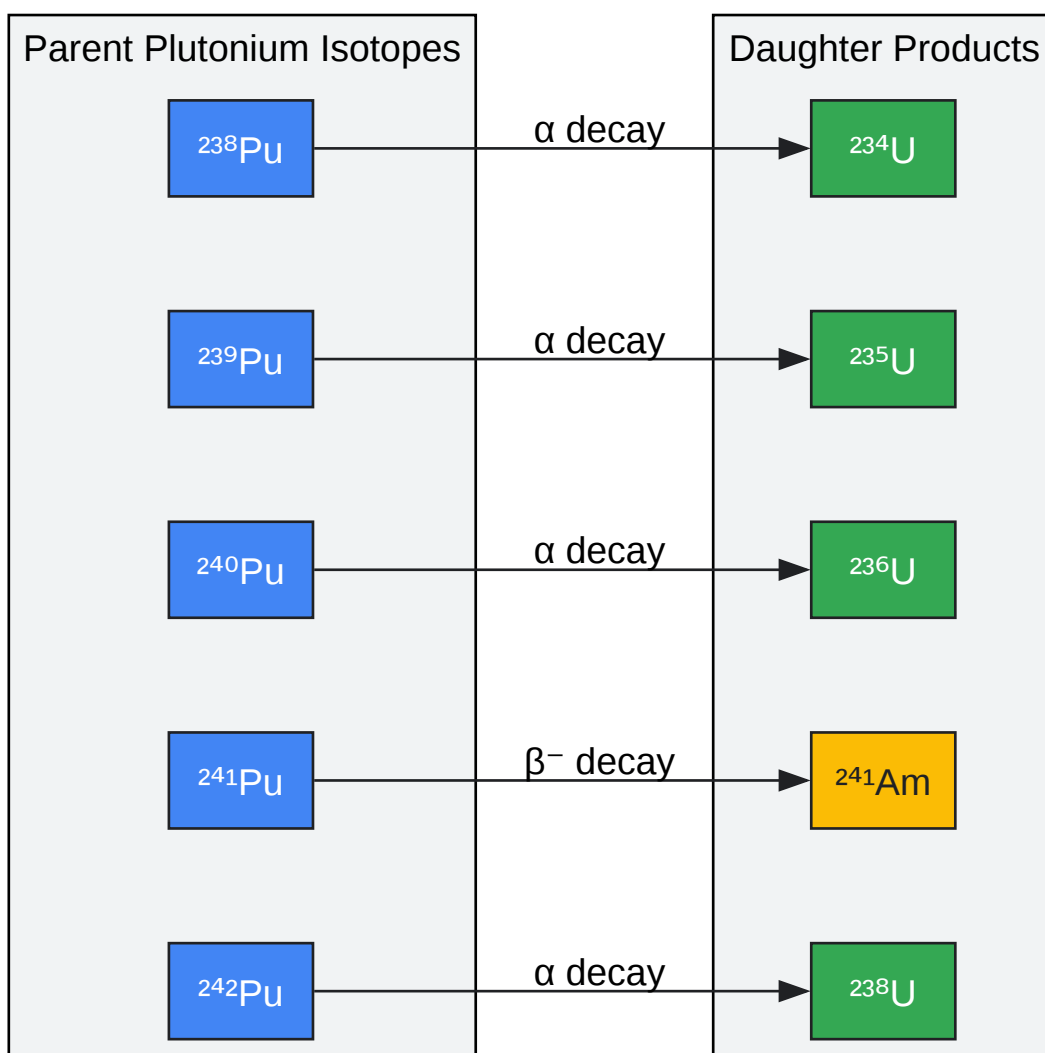 Parent Plutonium Isotopes
Daughter Products
²³⁸Pu
α decay
²³⁴U
²³⁹Pu
α decay
²³⁵U
²⁴⁰Pu
α decay
²³⁶U
²⁴¹Pu
β⁻ decay
²⁴¹Am
²⁴²Pu
α decay
²³⁸U